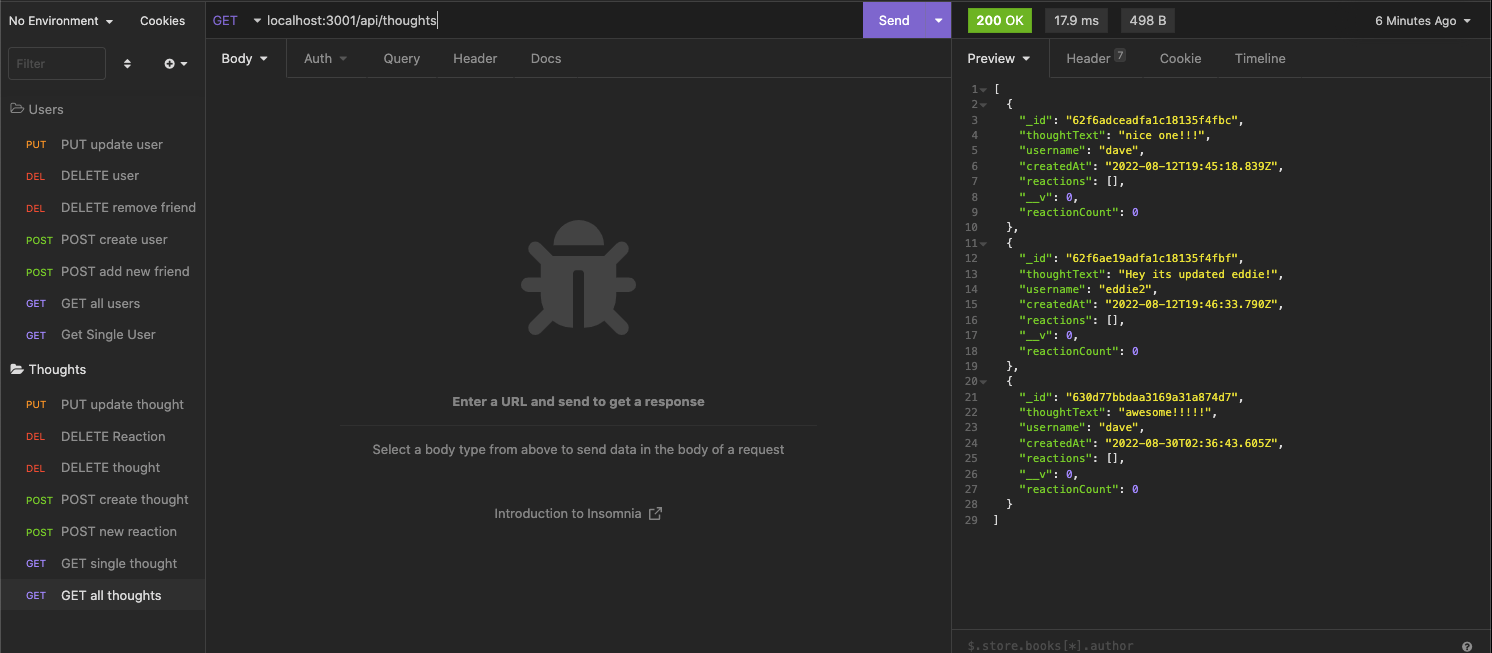 No Environment Cookies GET localhost:3001/api/thoughts Send 200 OK 17.9 ms 498 B 6 Minutes Ago
Filter
Body Auth Query Header Docs
Preview Header 7 Cookie Timeline
Users
PUT PUT update user
DEL DELETE user
DEL DELETE remove friend
POST POST create user
POST POST add new friend
GET GET all users
GET Get Single User
Thoughts
PUT PUT update thought
DEL DELETE Reaction
DEL DELETE thought
POST POST create thought
POST POST new reaction
GET GET single thought
GET GET all thoughts
Enter a URL and send to get a response
Select a body type from above to send data in the body of a request
Introduction to Insomnia
1 [
2 {
3 "_id": "62f6adceadfa1c18135f4fbc",
4 "thoughtText": "nice one!!!",
5 "username": "dave",
6 "createdAt": "2022-08-12T19:45:18.839Z",
7 "reactions": [],
8 "__v": 0,
9 "reactionCount": 0
10 },
11 {
12 "_id": "62f6ae19adfa1c18135f4fbf",
13 "thoughtText": "Hey its updated eddie!",
14 "username": "eddie2",
15 "createdAt": "2022-08-12T19:46:33.790Z",
16 "reactions": [],
17 "__v": 0,
18 "reactionCount": 0
19 },
20 {
21 "_id": "630d77bbdaa3169a31a874d7",
22 "thoughtText": "awesome!!!!!",
23 "username": "dave",
24 "createdAt": "2022-08-30T02:36:43.605Z",
25 "reactions": [],
26 "__v": 0,
27 "reactionCount": 0
28 }
29 ]
$.store.books[*].author